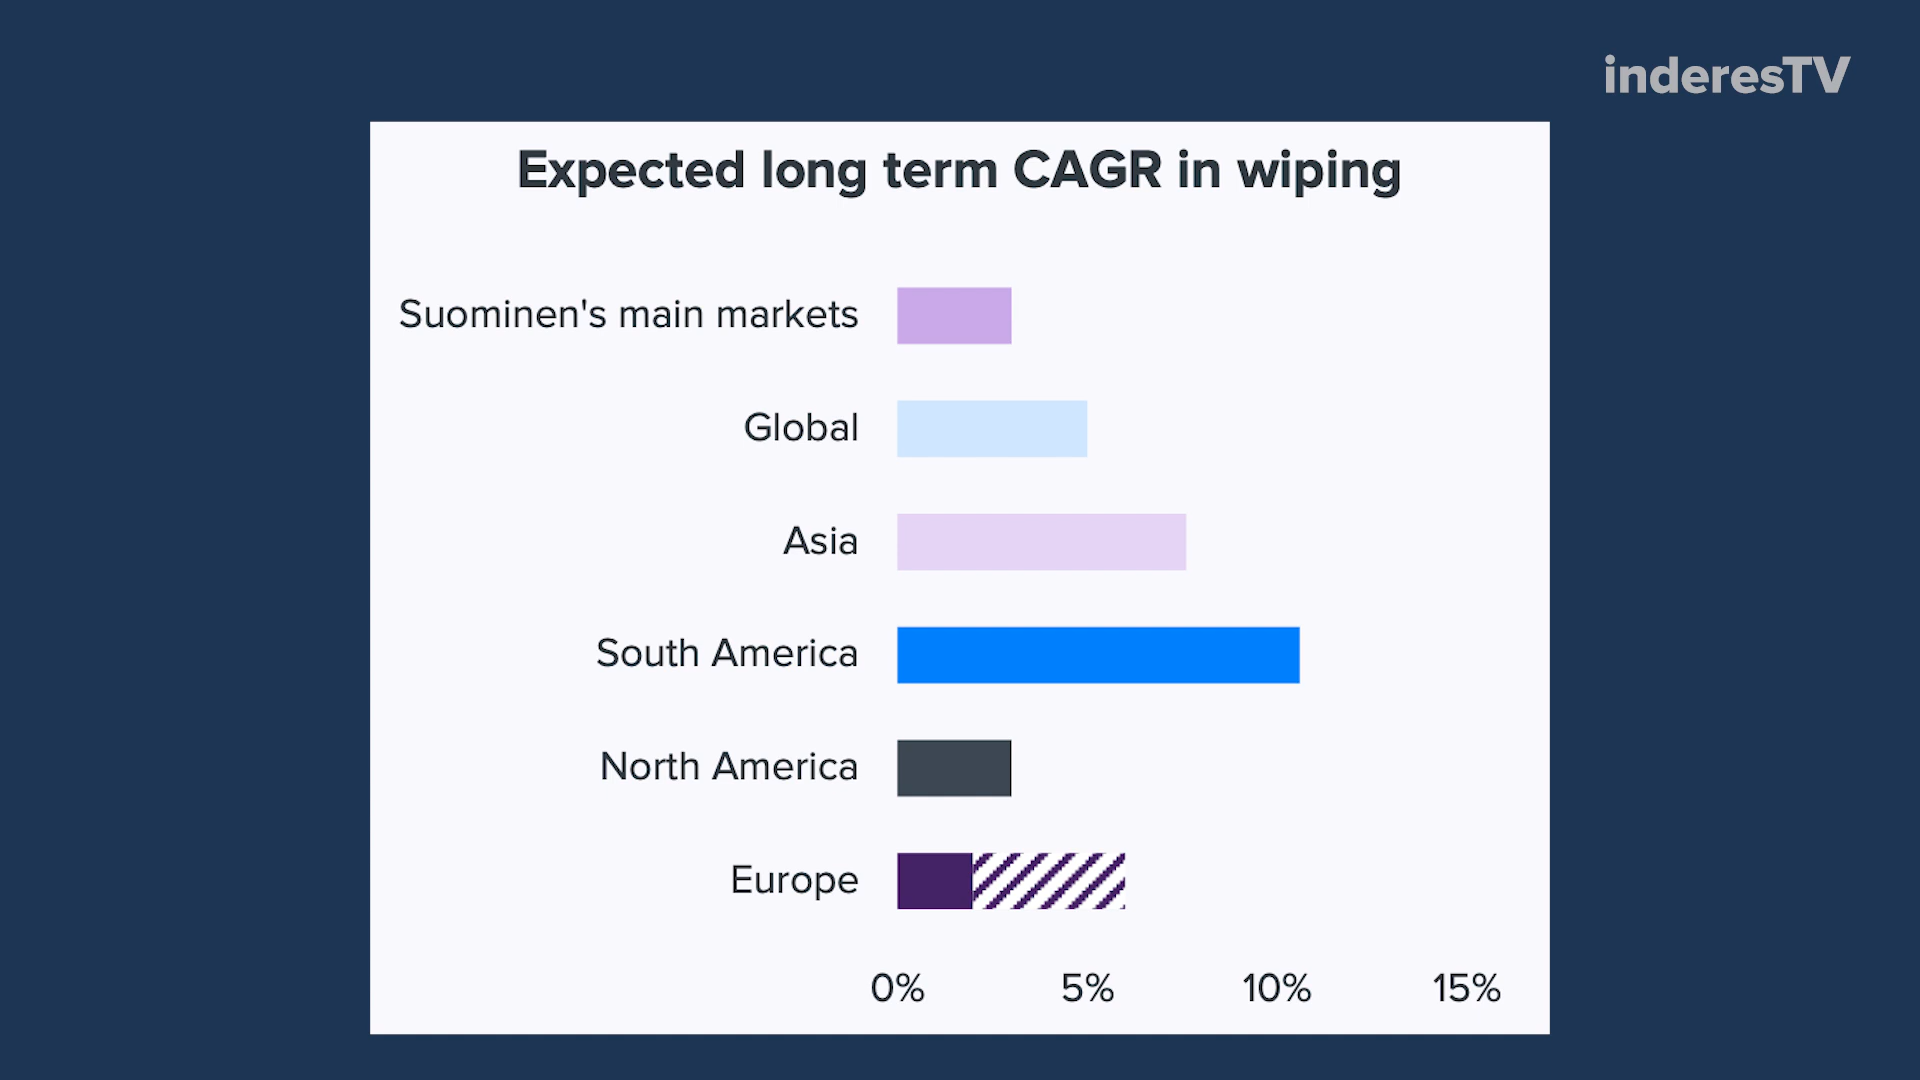 inderesTV
Expected long term CAGR in wiping
Suominen's main markets
Global
Asia
South America
North America
Europe
0% 5% 10% 15%